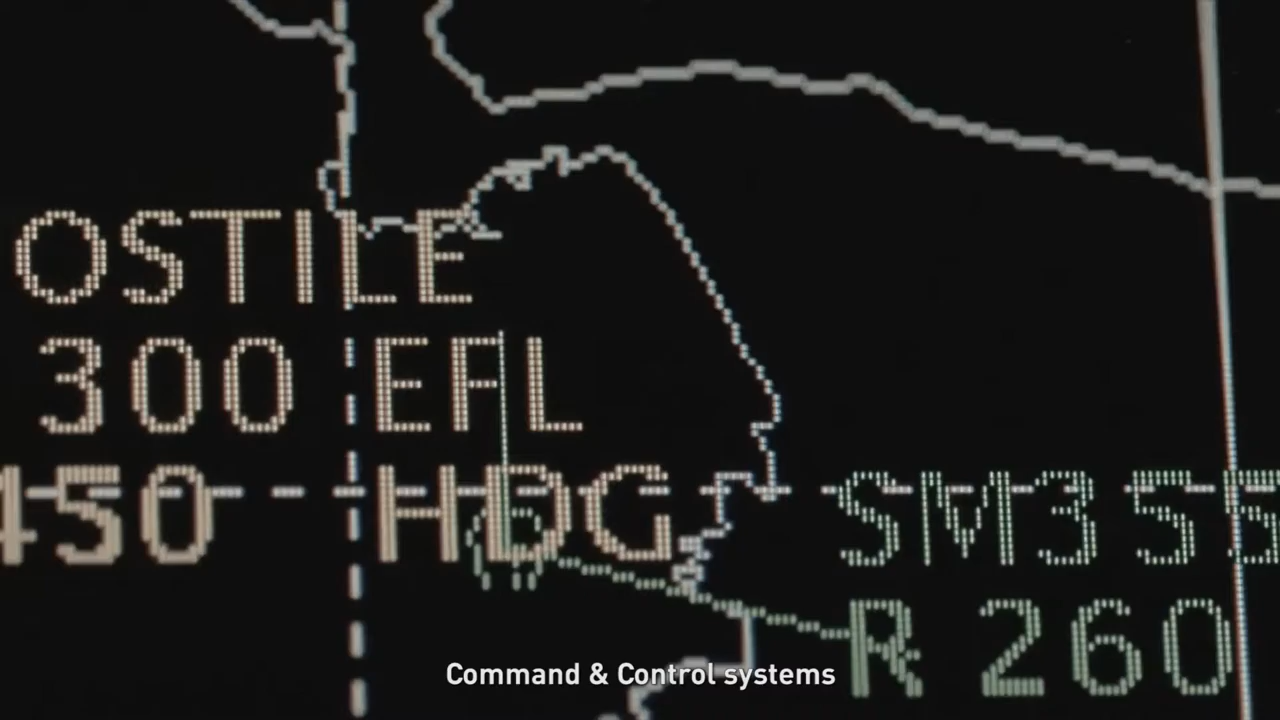 OSTILE
300 EFL
450 HDG
SM355
R 260
Command & Control systems